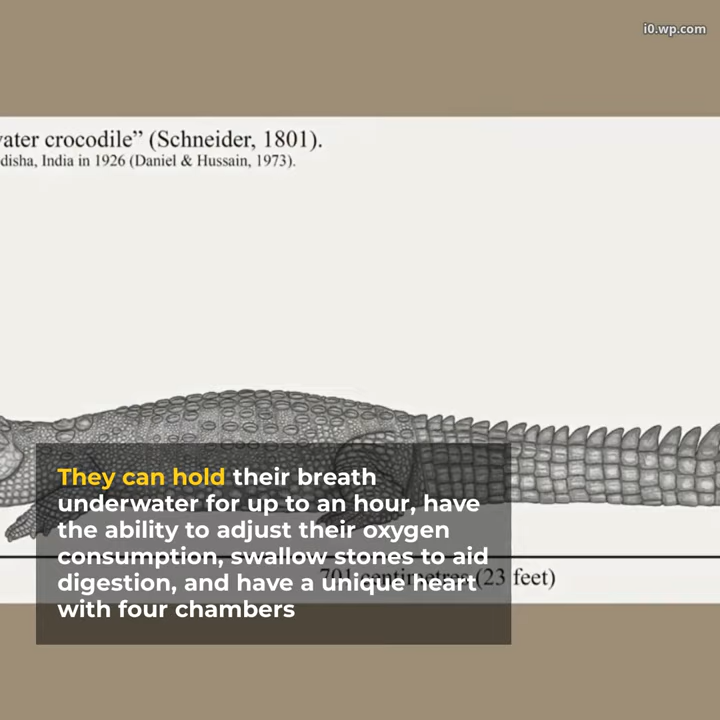 i0.wp.com
water crocodile” (Schneider, 1801).
disha, India in 1926 (Daniel & Hussain, 1973).
They can hold their breath
underwater for up to an hour, have
the ability to adjust their oxygen
consumption, swallow stones to aid
digestion, and have a unique heart
with four chambers
701 centimetres (23 feet)